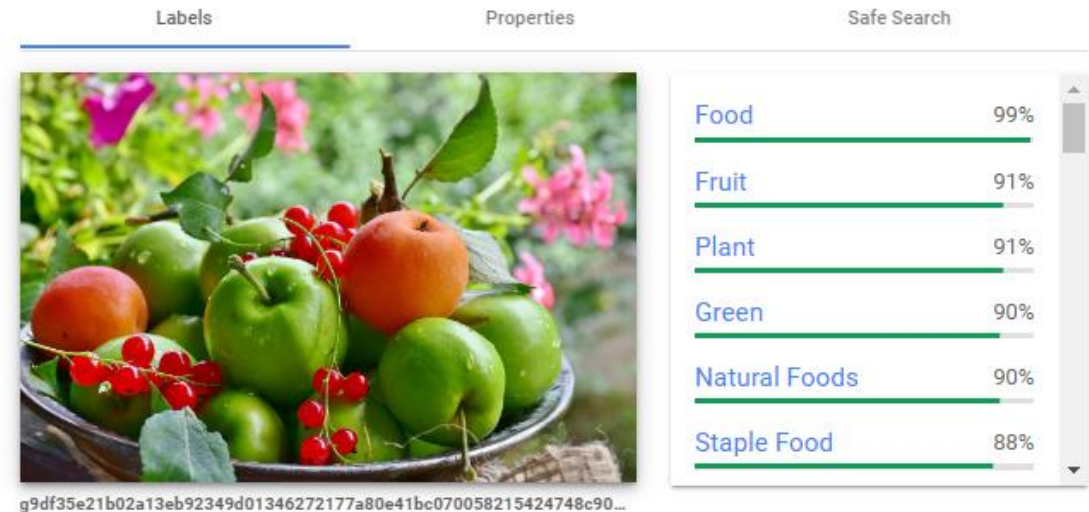 Labels Properties Safe Search
Food 99%
Fruit 91%
Plant 91%
Green 90%
Natural Foods 90%
Staple Food 88%
g9df35e21b02a13eb92349d01346272177a80e41bc070058215424748c90...